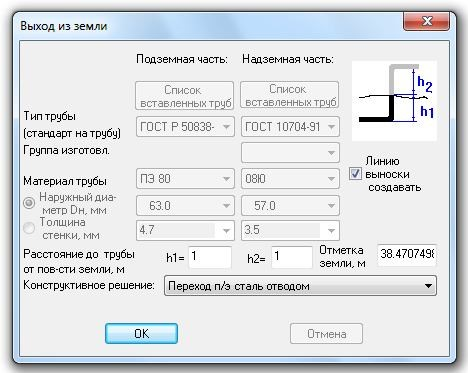 Выход из земли
Подземная часть: Надземная часть:
Список вставленных труб Список вставленных труб
h2
h1
Тип трубы
(стандарт на трубу) ГОСТ Р 50838- ГОСТ 10704-91
Группа изготовл.
Линию
выноски
создавать
Материал трубы ПЭ 80 08Ю
Наружный диа-
метр Dн, мм 63.0 57.0
Толщина
стенки, мм 4.7 3.5
Расстояние до трубы
от пов-сти земли, м h1= 1 h2= 1 Отметка земли, м 38.4707498
Конструктивное решение: Переход п/э сталь отводом
OK Отмена